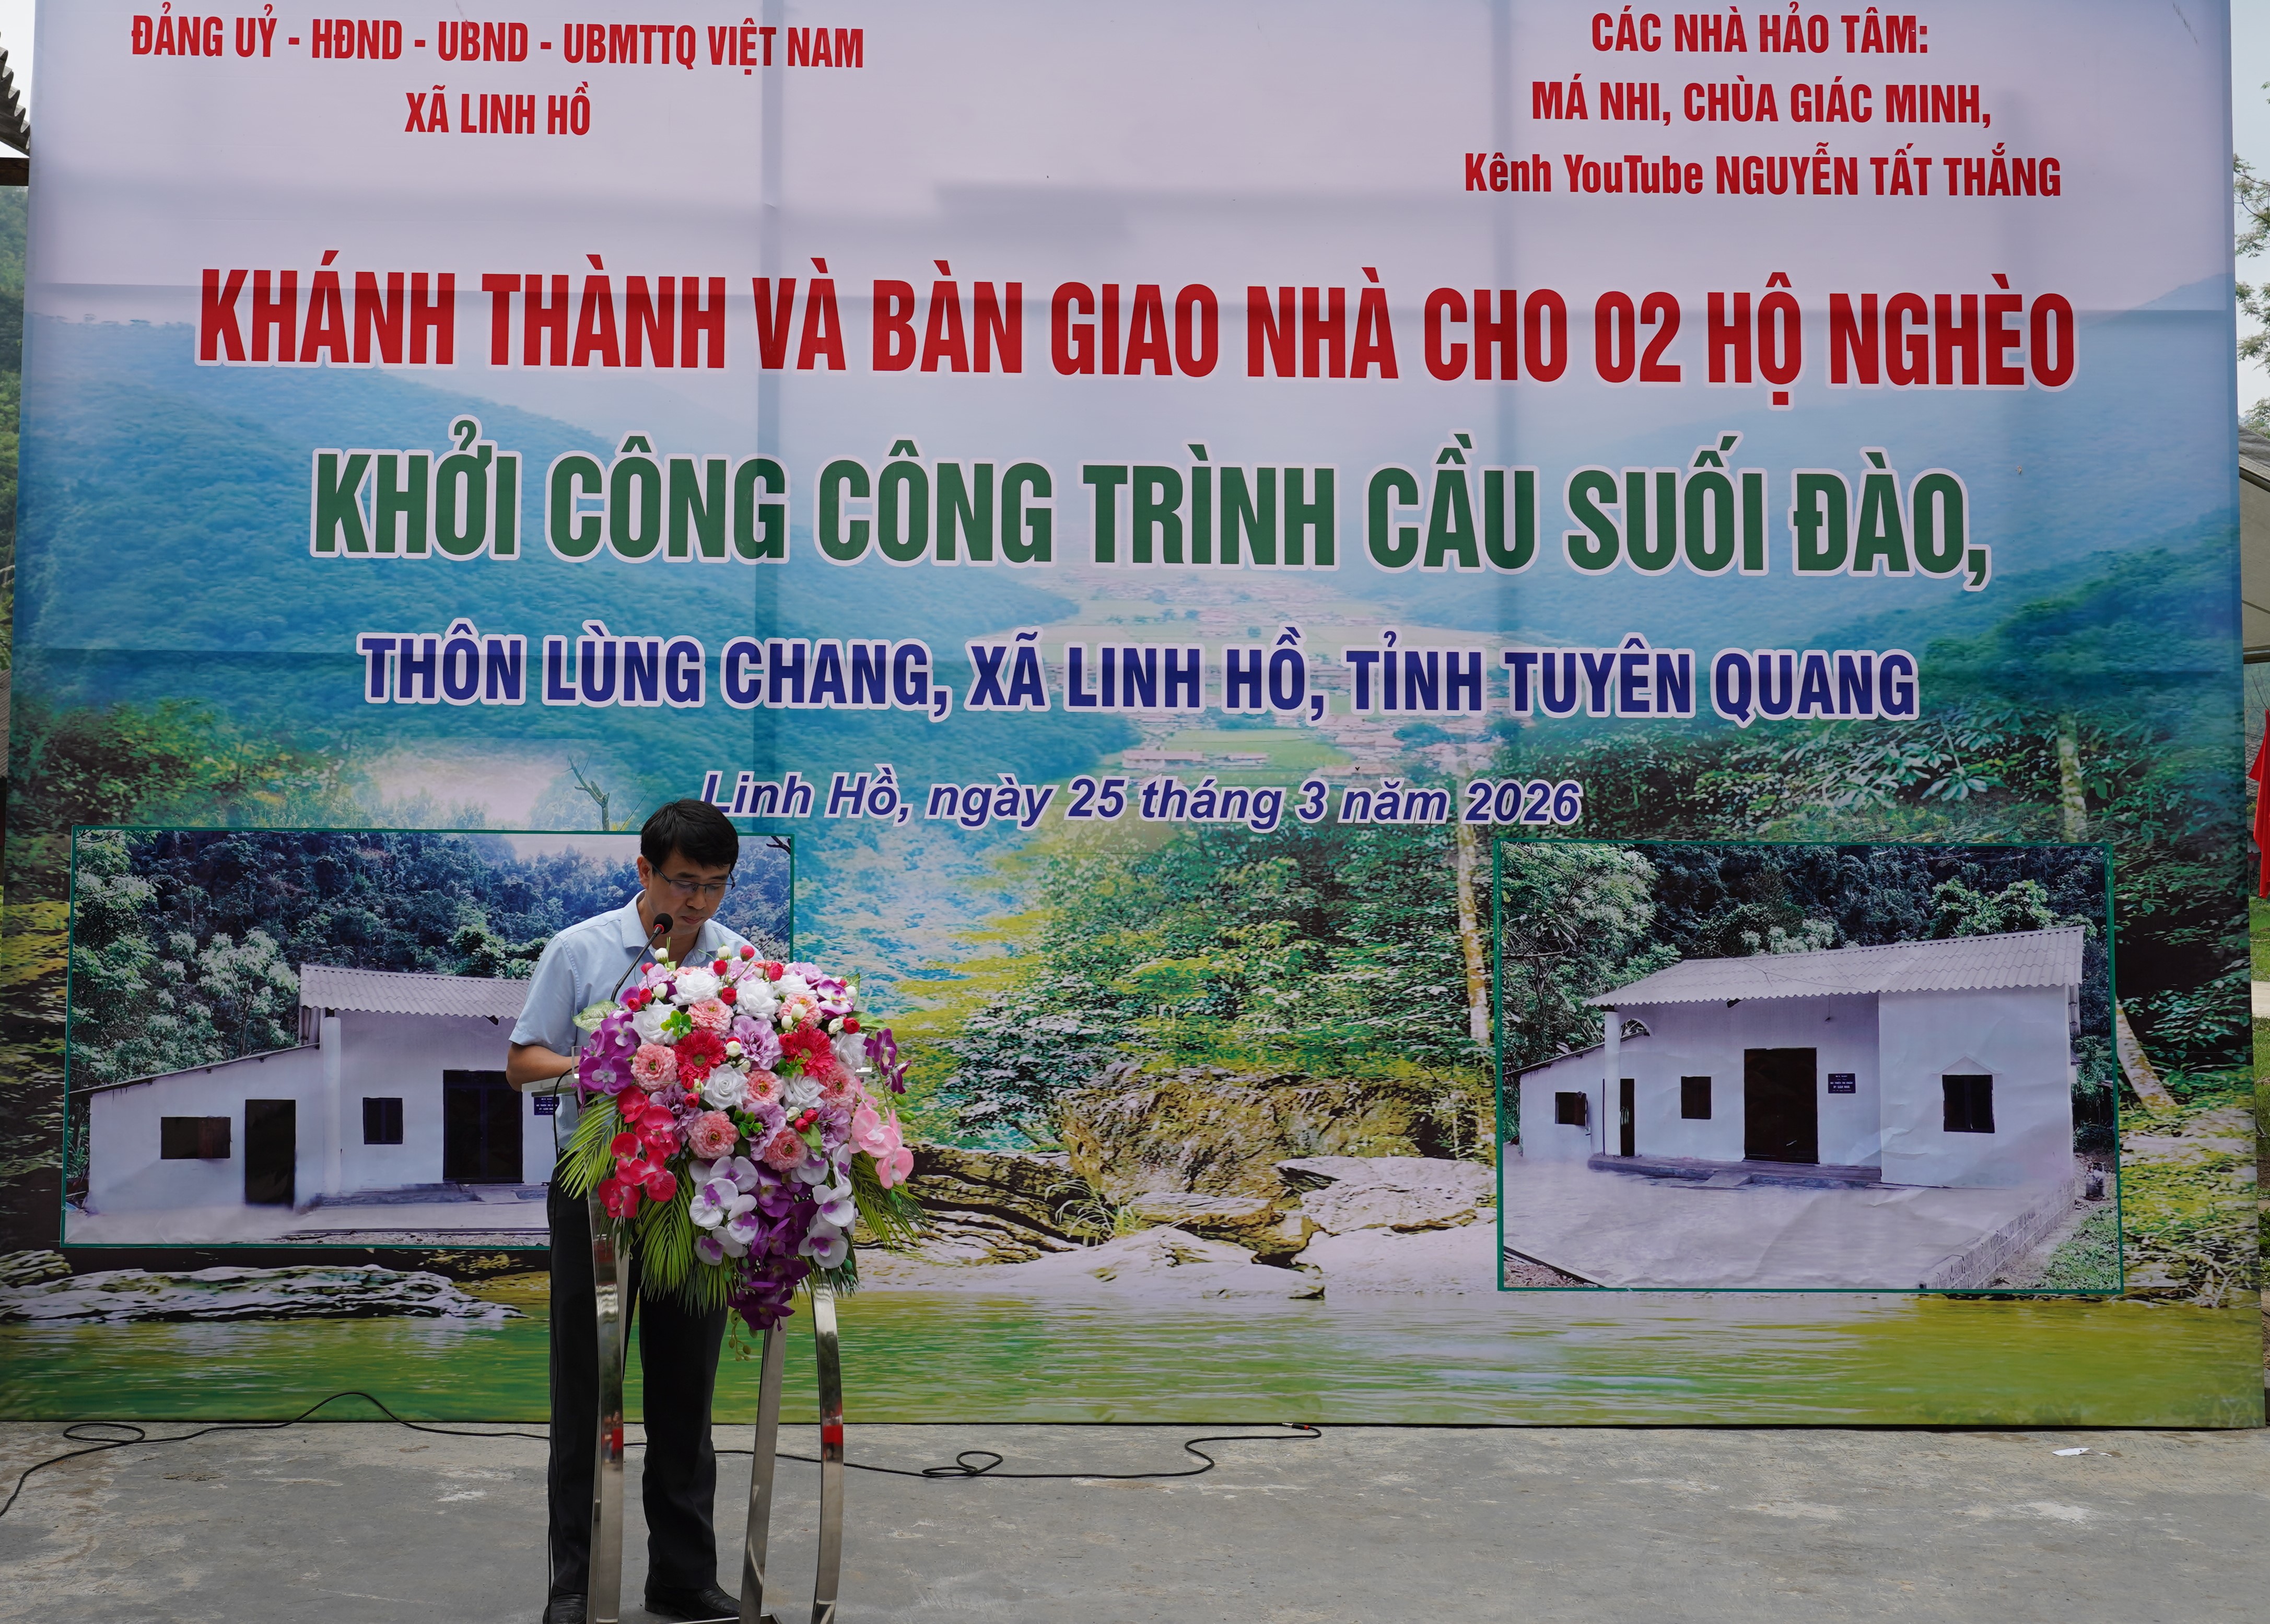 ĐẢNG UỶ - HĐND - UBND - UBMTTQ VIỆT NAM
XÃ LINH HỒ
CÁC NHÀ HẢO TÂM:
MÁ NHI, CHÙA GIÁC MINH,
Kênh YouTube NGUYỄN TẤT THẮNG
KHÁNH THÀNH VÀ BÀN GIAO NHÀ CHO 02 HỘ NGHÈO
KHỞI CÔNG CÔNG TRÌNH CẦU SUỐI ĐÀO,
THÔN LÙNG CHANG, XÃ LINH HỒ, TỈNH TUYÊN QUANG
Linh Hồ, ngày 25 tháng 3 năm 2026